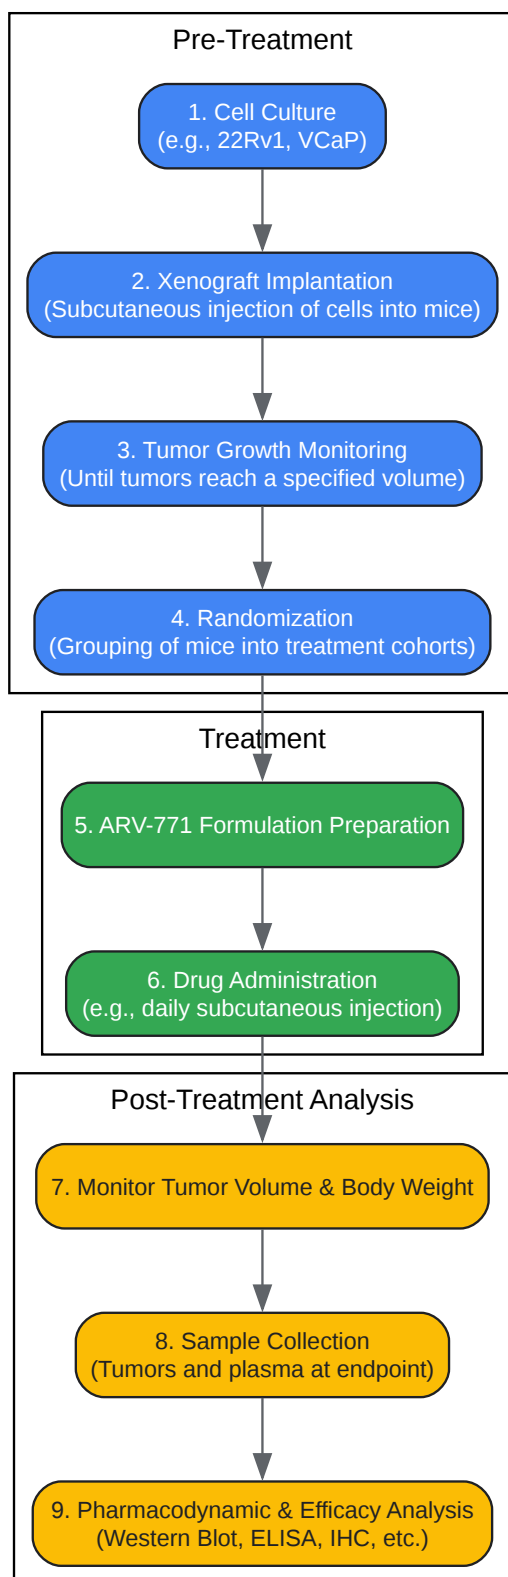 Pre-Treatment
1. Cell Culture
(e.g., 22Rv1, VCaP)
2. Xenograft Implantation
(Subcutaneous injection of cells into mice)
3. Tumor Growth Monitoring
(Until tumors reach a specified volume)
4. Randomization
(Grouping of mice into treatment cohorts)
Treatment
5. ARV-771 Formulation Preparation
6. Drug Administration
(e.g., daily subcutaneous injection)
Post-Treatment Analysis
7. Monitor Tumor Volume & Body Weight
8. Sample Collection
(Tumors and plasma at endpoint)
9. Pharmacodynamic & Efficacy Analysis
(Western Blot, ELISA, IHC, etc.)